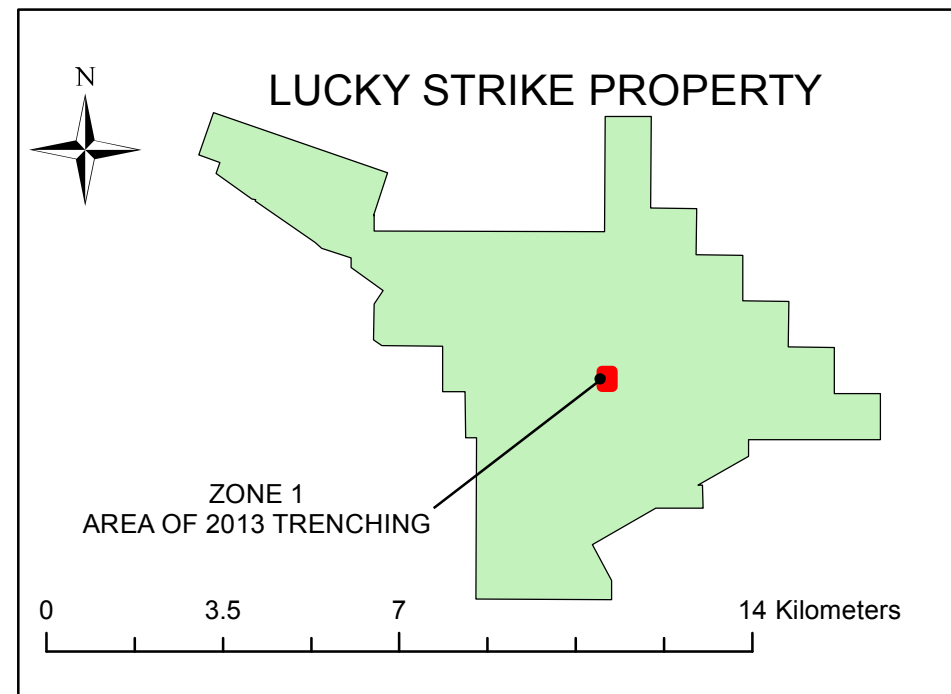 LUCKY STRIKE PROPERTY
N
ZONE 1
AREA OF 2013 TRENCHING
0 3.5 7 14 Kilometers